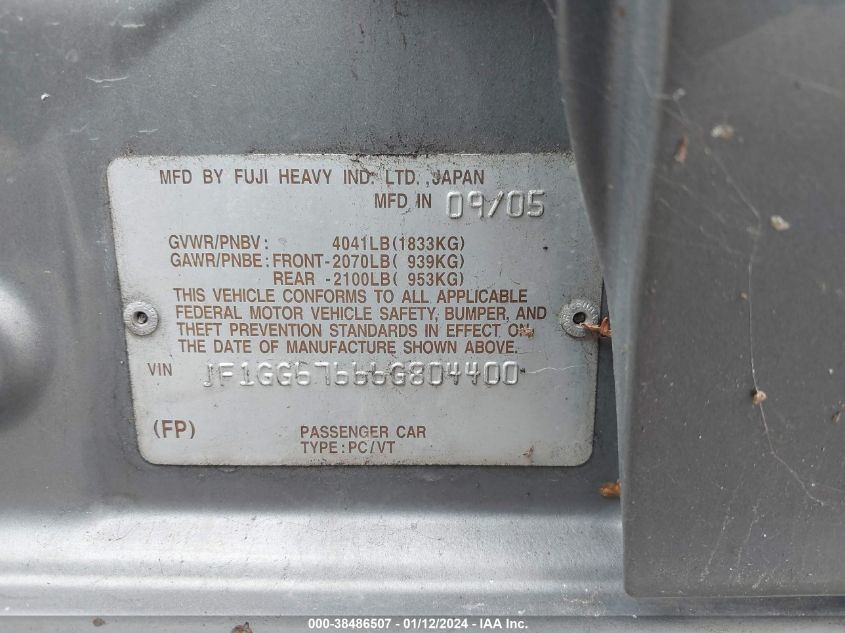 MFD BY FUJI HEAVY IND. LTD., JAPAN
MFD IN 09/05
GVWR/PNBV: 4041LB(1833KG)
GAWR/PNBE: FRONT-2070LB( 939KG)
REAR -2100LB( 953KG)
THIS VEHICLE CONFORMS TO ALL APPLICABLE
FEDERAL MOTOR VEHICLE SAFETY, BUMPER, AND
THEFT PREVENTION STANDARDS IN EFFECT ON
THE DATE OF MANUFACTURE SHOWN ABOVE.
VIN JF1GG67666G804400
(FP) PASSENGER CAR
TYPE:PC/VT
000-38486507 - 01/12/2024 - IAA Inc.